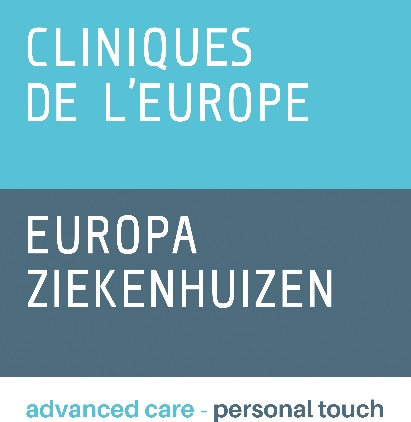 CLINIQUES
DE L'EUROPE
EUROPA
ZIEKENHUIZEN
advanced care - personal touch